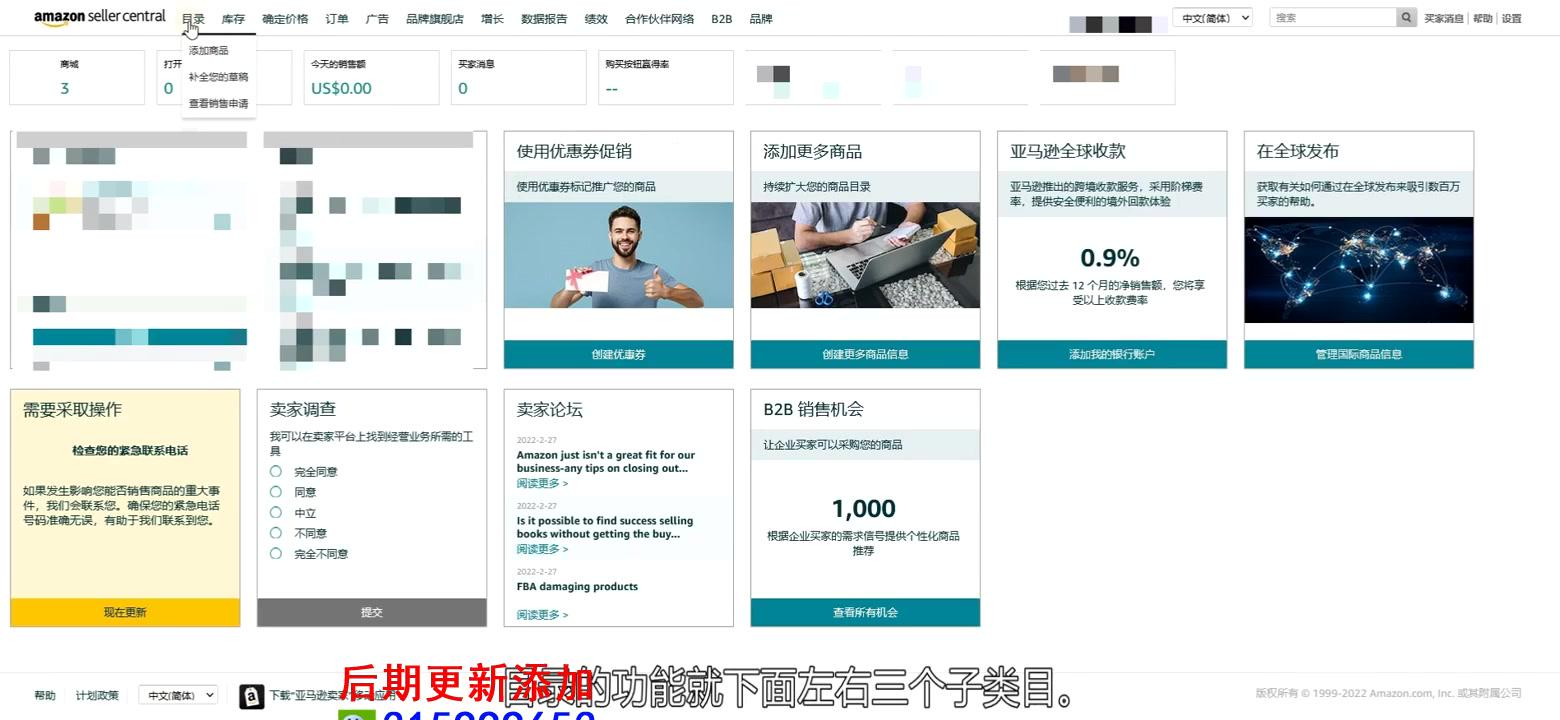 amazon seller central
目录 库存 确定价格 订单 广告 品牌旗舰店 增长 数据报告 绩效 合作伙伴网络 B2B 品牌
中文(简体) 搜索 买家消息 | 帮助 | 设置
添加商品
补全您的草稿
查看销售申请
商城
3
打开
0
今天的销售额
US$0.00
买家消息
0
购买按钮赢得率
--
使用优惠券促销
使用优惠券标记推广您的商品
创建优惠券
添加更多商品
持续扩大您的商品目录
创建更多商品信息
亚马逊全球收款
亚马逊推出的跨境收款服务，采用阶梯费
率，提供安全便利的境外回款体验
0.9%
根据您过去 12 个月的净销售额，您将享
受以上收款费率
添加我的银行账户
在全球发布
获取有关如何通过在全球发布来吸引数百万
买家的帮助。
管理国际商品信息
需要采取操作
检查您的紧急联系电话
如果发生影响您能否销售商品的重大事
件，我们会联系您。确保您的紧急电话
号码准确无误，有助于我们联系到您。
现在更新
卖家调查
我可以在卖家平台上找到经营业务所需的工
具
完全同意
同意
中立
不同意
完全不同意
提交
卖家论坛
2022-2-27
Amazon just isn't a great fit for our
business-any tips on closing out...
阅读更多 >
2022-2-27
Is it possible to find success selling
books without getting the buy...
阅读更多 >
2022-2-27
FBA damaging products
阅读更多 >
B2B 销售机会
让企业买家可以采购您的商品
1,000
根据企业买家的需求信号提供个性化商品
推荐
查看所有机会
帮助 计划政策 中文(简体) 下载"亚马逊卖家"移动应用
版权所有 © 1999-2022 Amazon.com, Inc. 或其附属公司
后期更新添加
目录的功能就下面左右三个子类目。